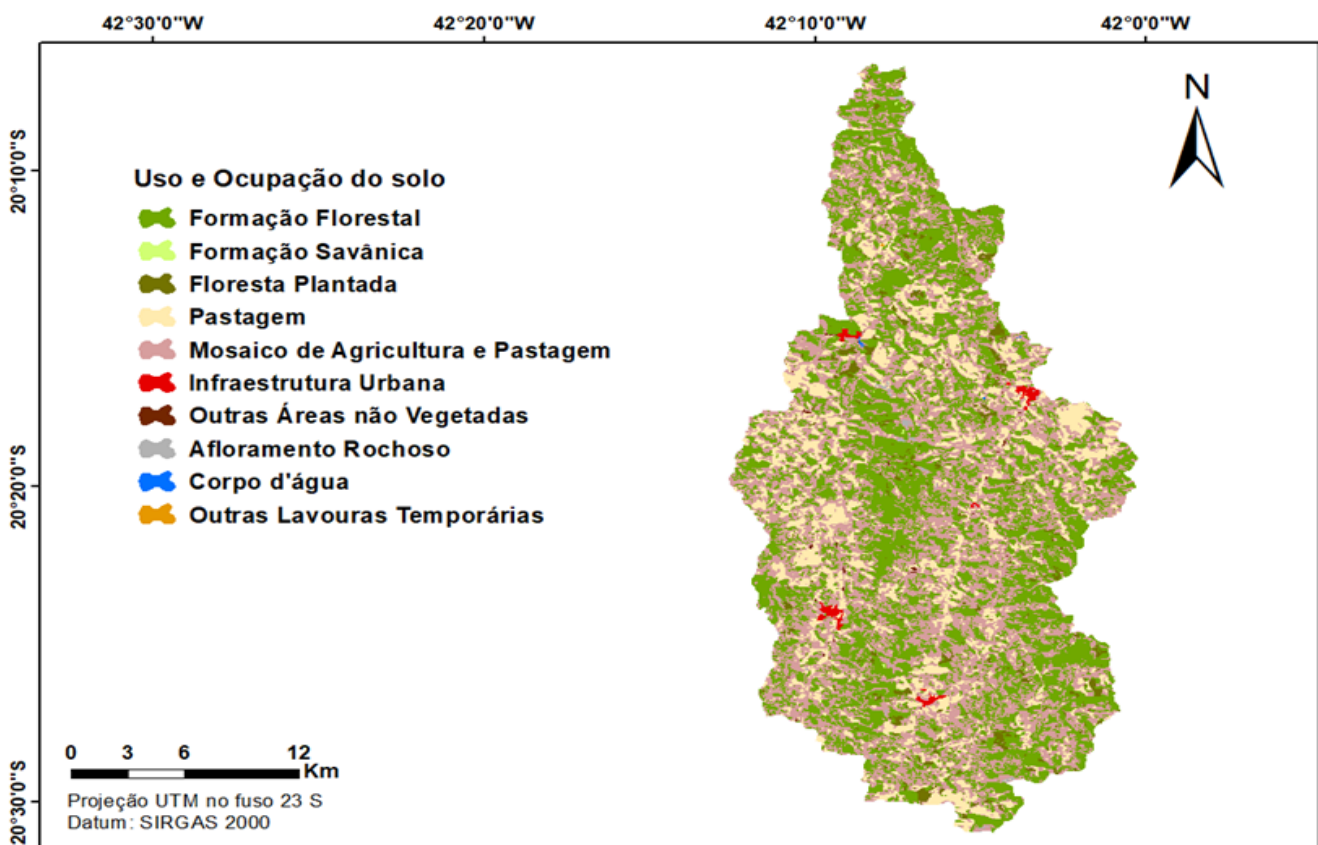 42°30'0"W 42°20'0"W 42°10'0"W 42°0'0"W
N
20°10'0"S
Uso e Ocupação do solo
Formação Florestal
Formação Savânica
Floresta Plantada
Pastagem
Mosaico de Agricultura e Pastagem
Infraestrutura Urbana
Outras Áreas não Vegetadas
Afloramento Rochoso
Corpo d'água
Outras Lavouras Temporárias
20°20'0"S
0 3 6 12
Km
Projeção UTM no fuso 23 S
Datum: SIRGAS 2000
20°30'0"S